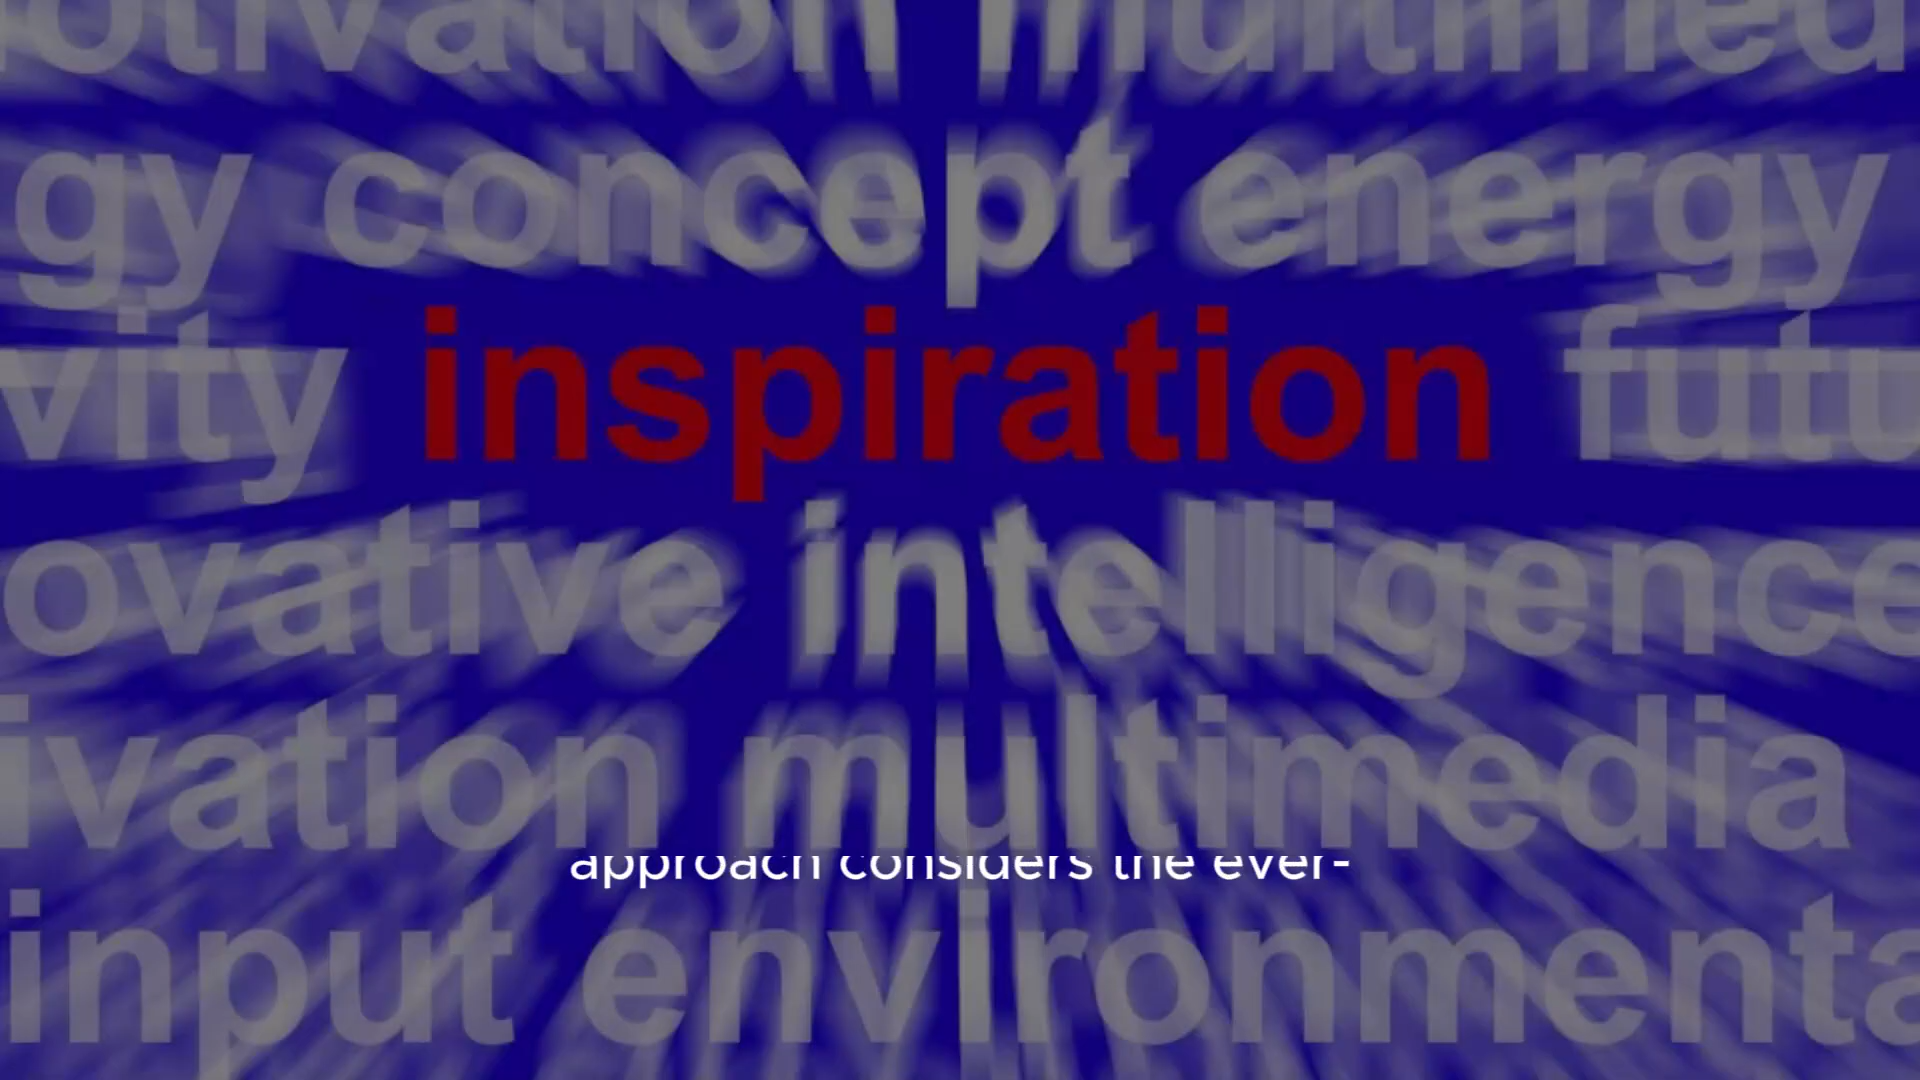 otivation multimed
gy concept energy
vity inspiration futu
ovative intelligence
ivation multimedia
approach considers the ever-
input environmenta